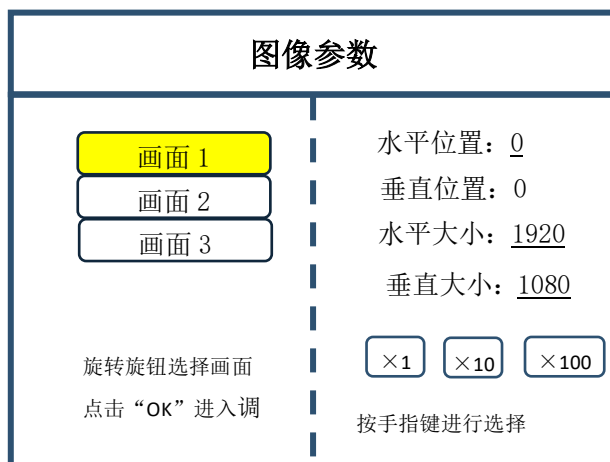 图像参数
画面 1
画面 2
画面 3
旋转旋钮选择画面
点击“OK”进入调
水平位置：0
垂直位置：0
水平大小：1920
垂直大小：1080
×1 ×10 ×100
按手指键进行选择